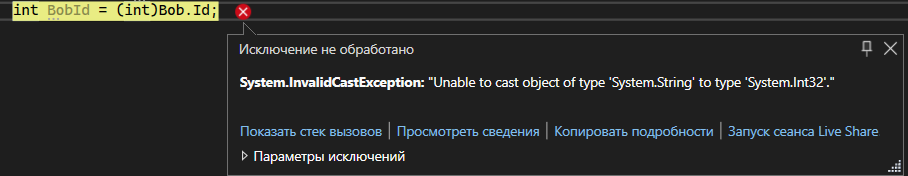 int BobId = (int)Bob.Id;
Исключение не обработано
System.InvalidCastException: "Unable to cast object of type 'System.String' to type 'System.Int32'."
Показать стек вызовов | Просмотреть сведения | Копировать подробности | Запуск сеанса Live Share
Параметры исключений